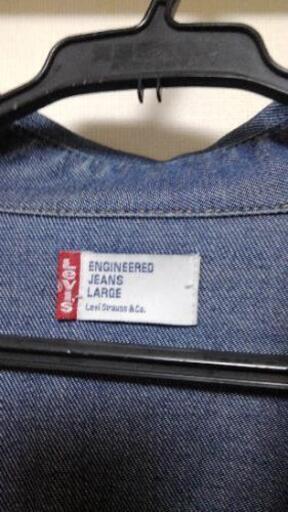 LEVI'S
ENGINEERED
JEANS
LARGE
Levi Strauss & Co.